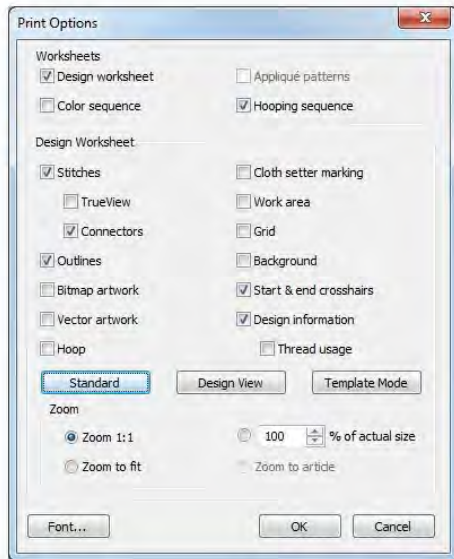 Print Options
Worksheets
Design worksheet
Appliqué patterns
Color sequence
Hooping sequence
Design Worksheet
Stitches
Cloth setter marking
TrueView
Work area
Connectors
Grid
Outlines
Background
Bitmap artwork
Start & end crosshairs
Vector artwork
Design information
Hoop
Thread usage
Standard
Design View
Template Mode
Zoom
Zoom 1:1
100 % of actual size
Zoom to fit
Zoom to article
Font...
OK
Cancel